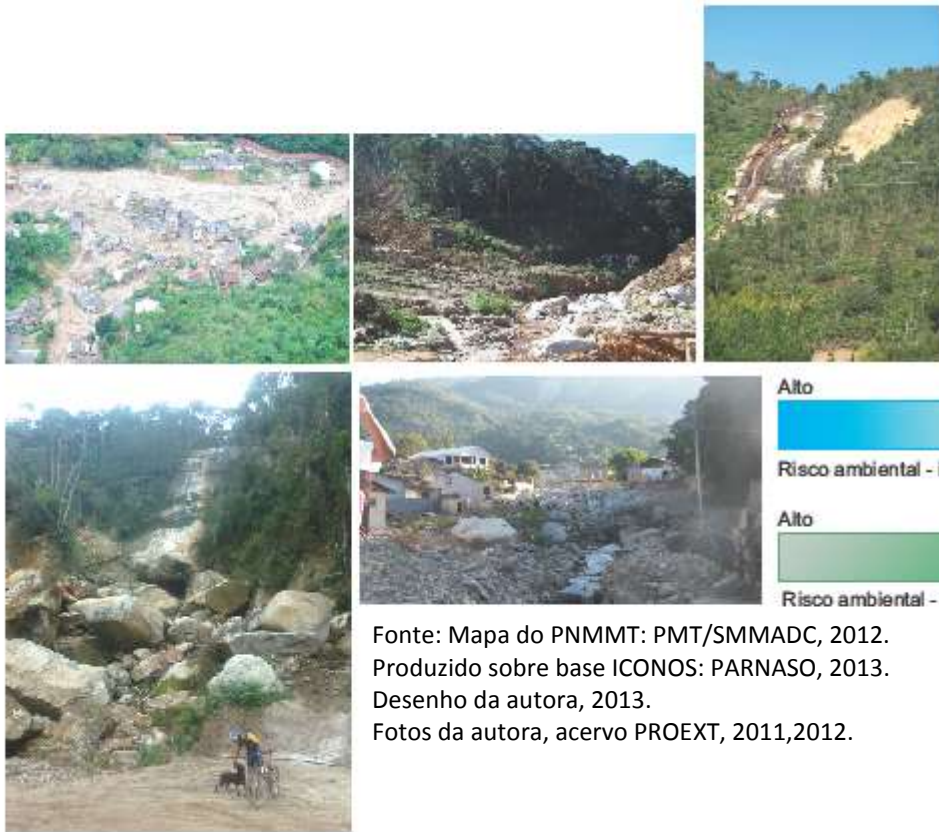 Alto
Risco ambiental -
Alto
Risco ambiental -
Fonte: Mapa do PNMMT: PMT/SMMADC, 2012.
Produzido sobre base ICONOS: PARNASO, 2013.
Desenho da autora, 2013.
Fotos da autora, acervo PROEXT, 2011,2012.